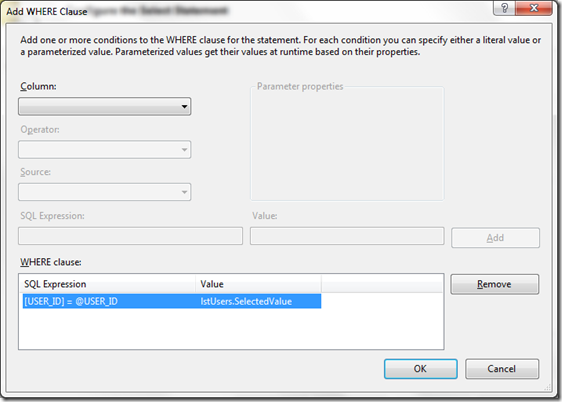 Add WHERE Clause
Add one or more conditions to the WHERE clause for the statement. For each condition you can specify either a literal value or
a parameterized value. Parameterized values get their values at runtime based on their properties.
Column:
Parameter properties
Operator:
Source:
SQL Expression:
Value:
Add
WHERE clause:
SQL Expression
Value
[USER_ID] = @USER_ID
lstUsers.SelectedValue
Remove
OK
Cancel